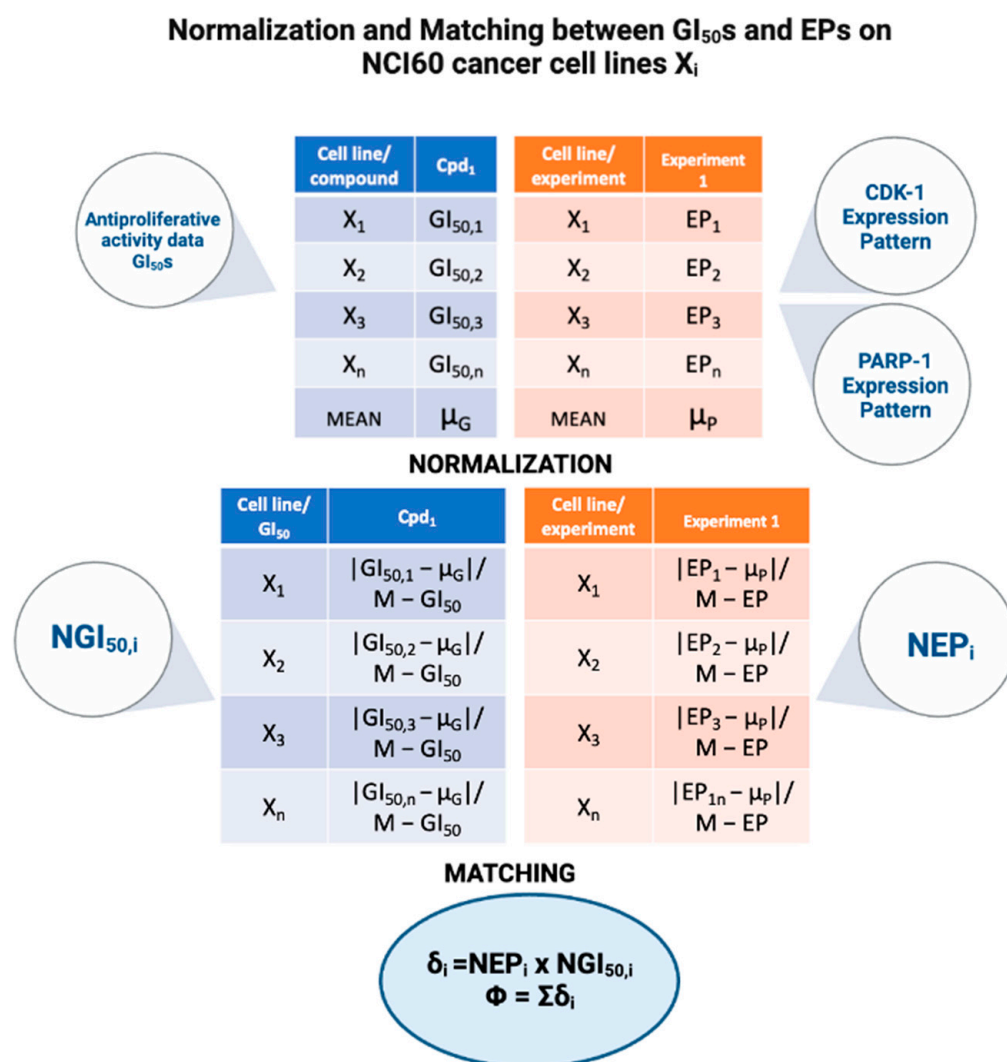 Normalization and Matching between GI₅₀s and EPs on
NCI60 cancer cell lines Xᵢ
Antiproliferative
activity data
GI₅₀s
Cell line/
compound
Cpd₁
X₁
GI₅₀,₁
X₂
GI₅₀,₂
X₃
GI₅₀,₃
Xₙ
GI₅₀,ₙ
MEAN
μG
Cell line/
experiment
Experiment
1
X₁
EP₁
X₂
EP₂
X₃
EP₃
Xₙ
EPₙ
MEAN
μP
CDK-1
Expression
Pattern
PARP-1
Expression
Pattern
NORMALIZATION
NGI₅₀,ᵢ
Cell line/
GI₅₀
Cpd₁
X₁
|GI₅₀,₁ – μG|/
M – GI₅₀
X₂
|GI₅₀,₂ – μG|/
M – GI₅₀
X₃
|GI₅₀,₃ – μG|/
M – GI₅₀
Xₙ
|GI₅₀,ₙ – μG|/
M – GI₅₀
Cell line/
experiment
Experiment 1
X₁
|EP₁ – μP|/
M – EP
X₂
|EP₂ – μP|/
M – EP
X₃
|EP₃ – μP|/
M – EP
Xₙ
|EP₁ₙ – μP|/
M – EP
NEPᵢ
MATCHING
δᵢ =NEPᵢ x NGI₅₀,ᵢ
Φ = Σδᵢ